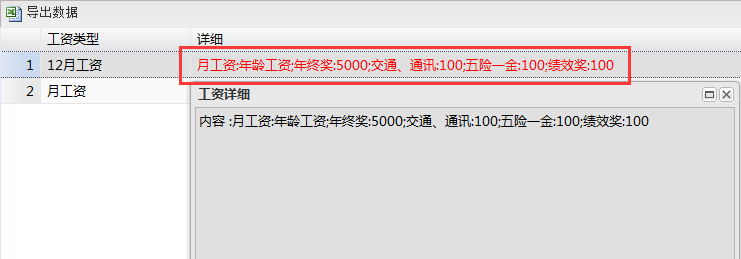 导出数据
工资类型 详细
1 12月工资 月工资:年龄工资;年终奖:5000;交通、通讯:100;五险一金:100;绩效奖:100
2 月工资
工资详细
内容 :月工资:年龄工资;年终奖:5000;交通、通讯:100;五险一金:100;绩效奖:100